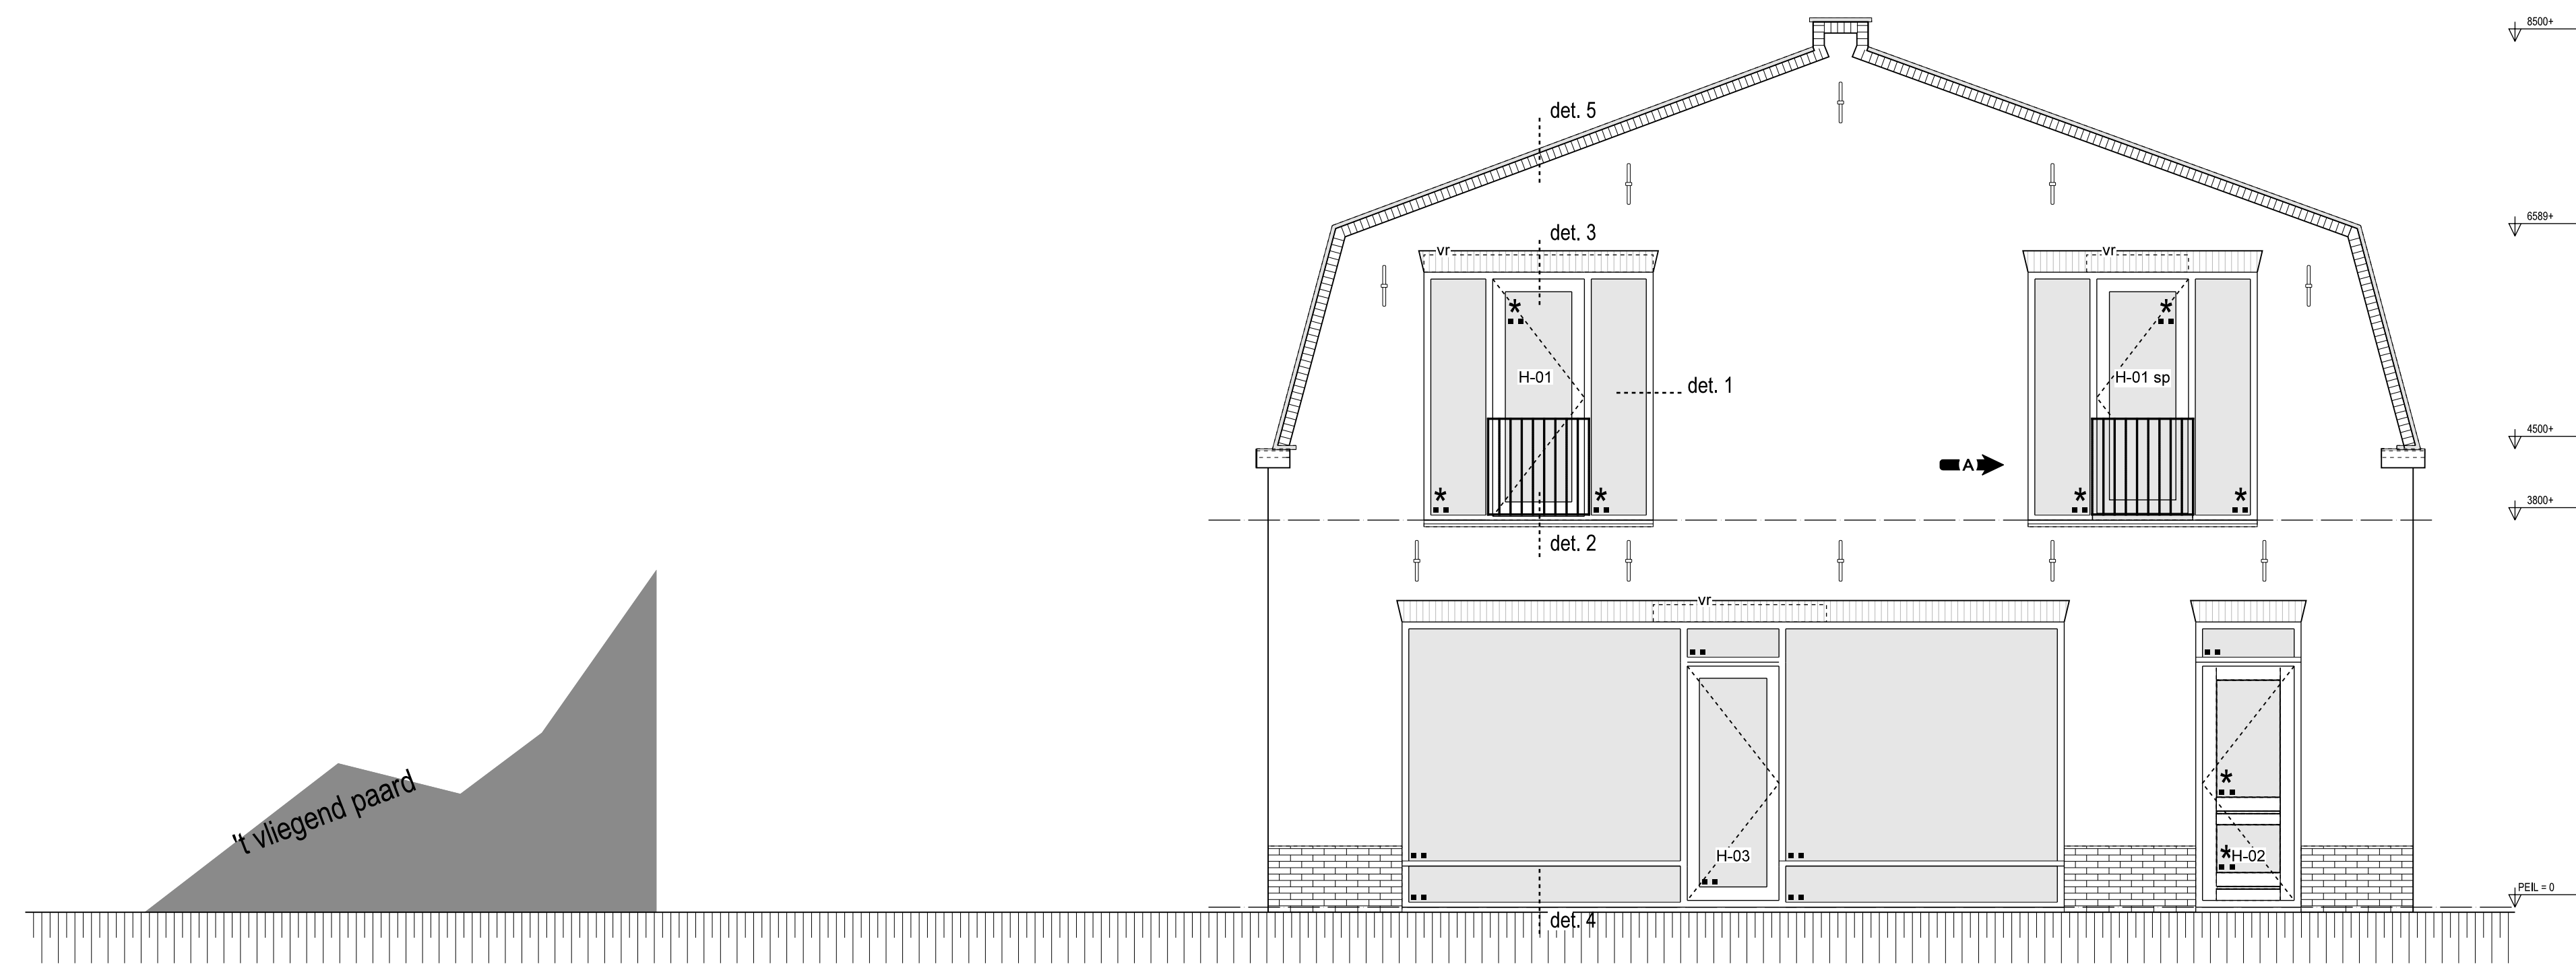 8500+
det. 5
6589+
det. 3
vr
vr
H-01
H-01 sp
det. 1
4500+
A
3800+
det. 2
vr
't vliegend paard
H-03
H-02
PEIL = 0
det. 4